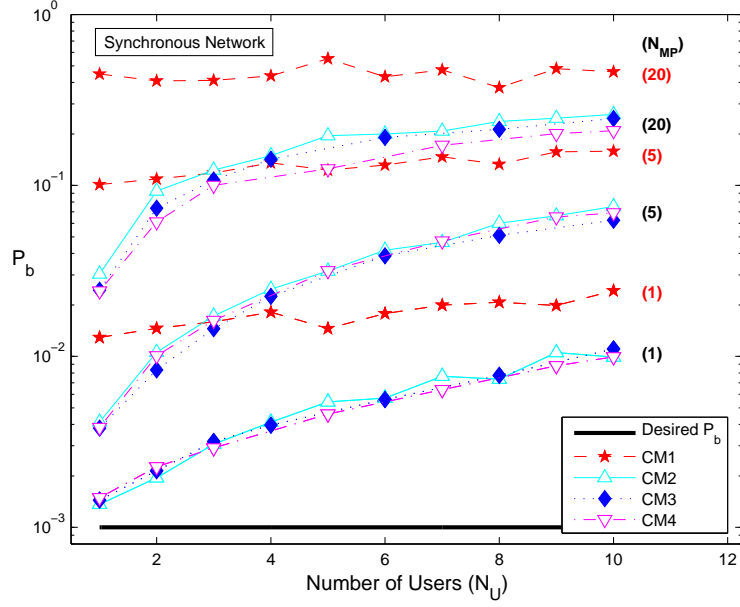 Synchronous Network
(N_MP)
(20)
(20)
(5)
(5)
(1)
(1)
10^0
10^-1
10^-2
10^-3
P_b
2
4
6
8
10
12
Number of Users (N_U)
Desired P_b
CM1
CM2
CM3
CM4